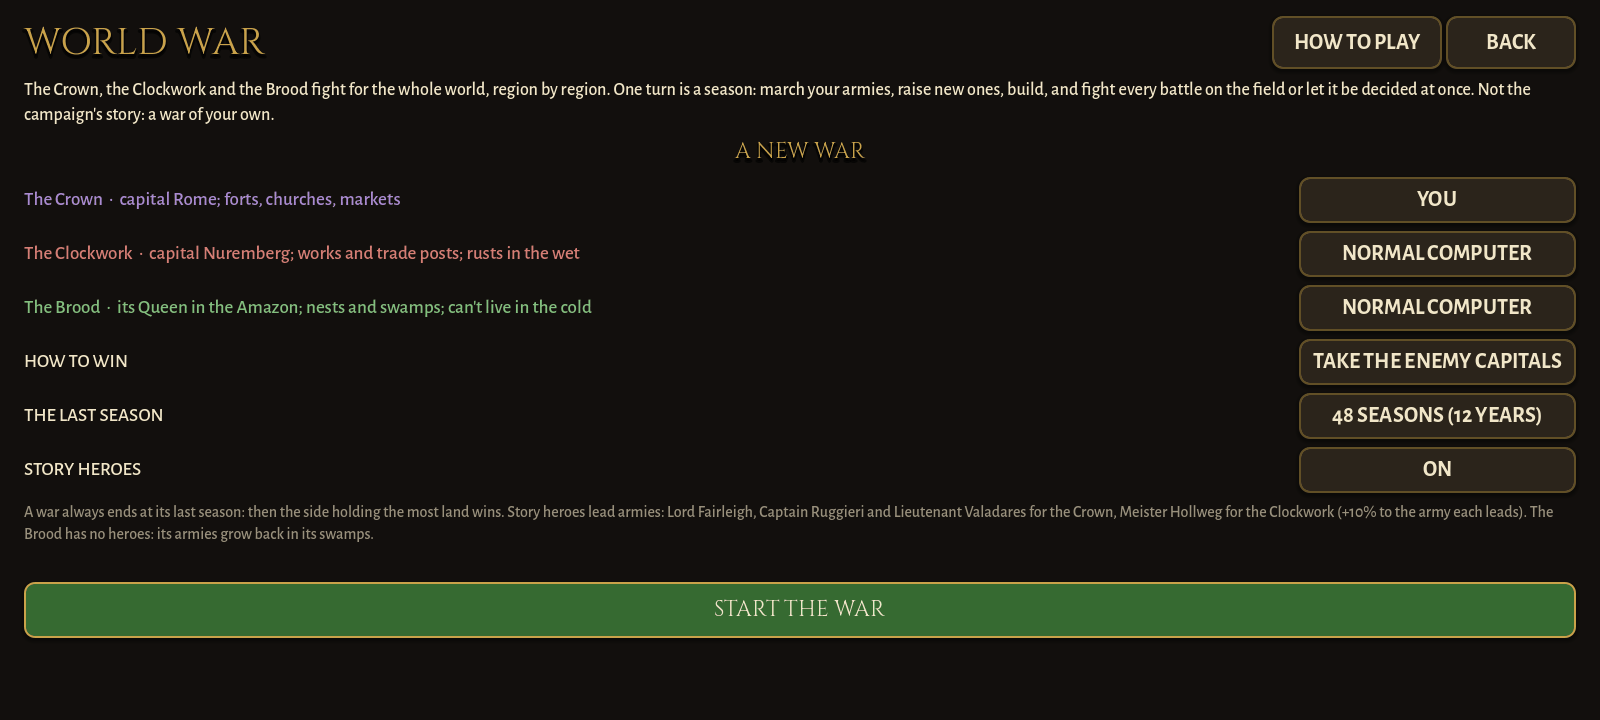 WORLD WAR
HOW TO PLAY
BACK
The Crown, the Clockwork and the Brood fight for the whole world, region by region. One turn is a season: march your armies, raise new ones, build, and fight every battle on the field or let it be decided at once. Not the
campaign's story: a war of your own.
A NEW WAR
The Crown · capital Rome; forts, churches, markets
YOU
The Clockwork · capital Nuremberg; works and trade posts; rusts in the wet
NORMAL COMPUTER
The Brood · its Queen in the Amazon; nests and swamps; can't live in the cold
NORMAL COMPUTER
HOW TO WIN
TAKE THE ENEMY CAPITALS
THE LAST SEASON
48 SEASONS (12 YEARS)
STORY HEROES
ON
A war always ends at its last season: then the side holding the most land wins. Story heroes lead armies: Lord Fairleigh, Captain Ruggieri and Lieutenant Valadares for the Crown, Meister Hollweg for the Clockwork (+10% to the army each leads). The
Brood has no heroes: its armies grow back in its swamps.
START THE WAR